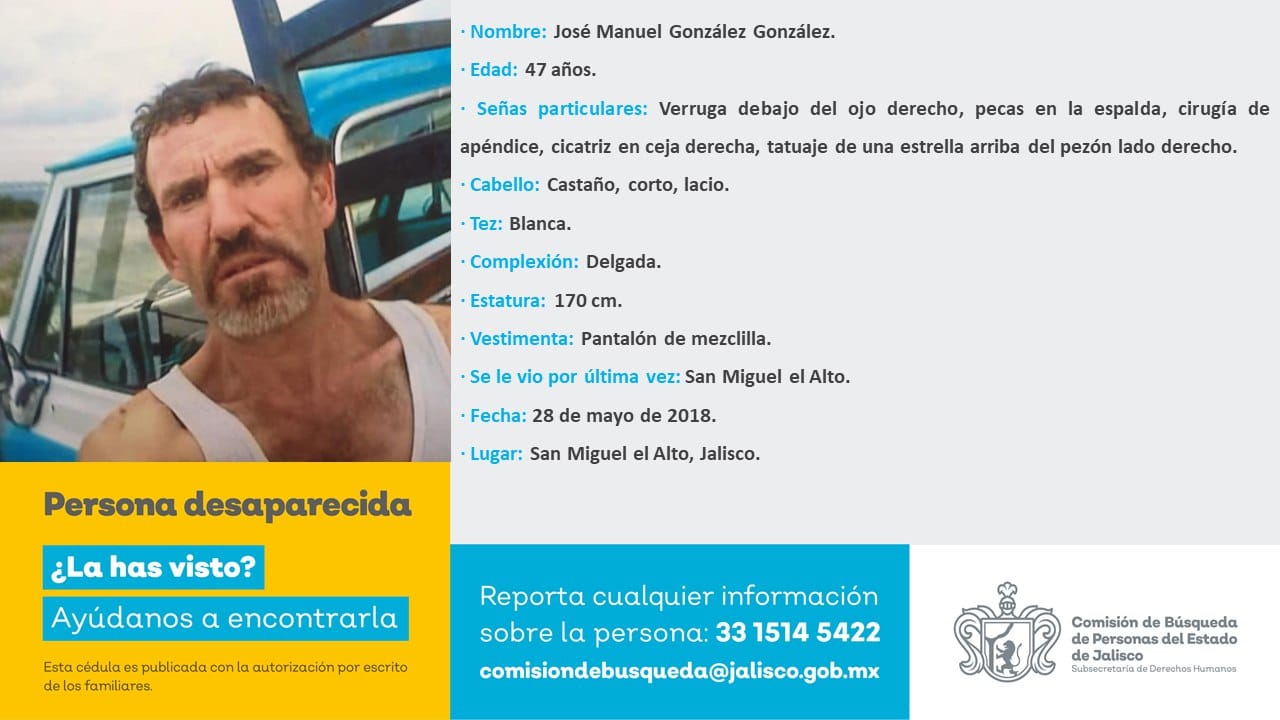 · Nombre: José Manuel González González.
· Edad: 47 años.
· Señas particulares: Verruga debajo del ojo derecho, pecas en la espalda, cirugía de
apéndice, cicatriz en ceja derecha, tatuaje de una estrella arriba del pezón lado derecho.
· Cabello: Castaño, corto, lacio.
· Tez: Blanca.
· Complexión: Delgada.
· Estatura: 170 cm.
· Vestimenta: Pantalón de mezclilla.
· Se le vio por última vez: San Miguel el Alto.
· Fecha: 28 de mayo de 2018.
· Lugar: San Miguel el Alto, Jalisco.
Persona desaparecida
¿La has visto?
Ayúdanos a encontrarla
Esta cédula es publicada con la autorización por escrito
de los familiares.
Reporta cualquier información
sobre la persona: 33 1514 5422
comisiondebusqueda@jalisco.gob.mx
Comisión de Búsqueda
de Personas del Estado
de Jalisco
Subsecretaría de Derechos Humanos